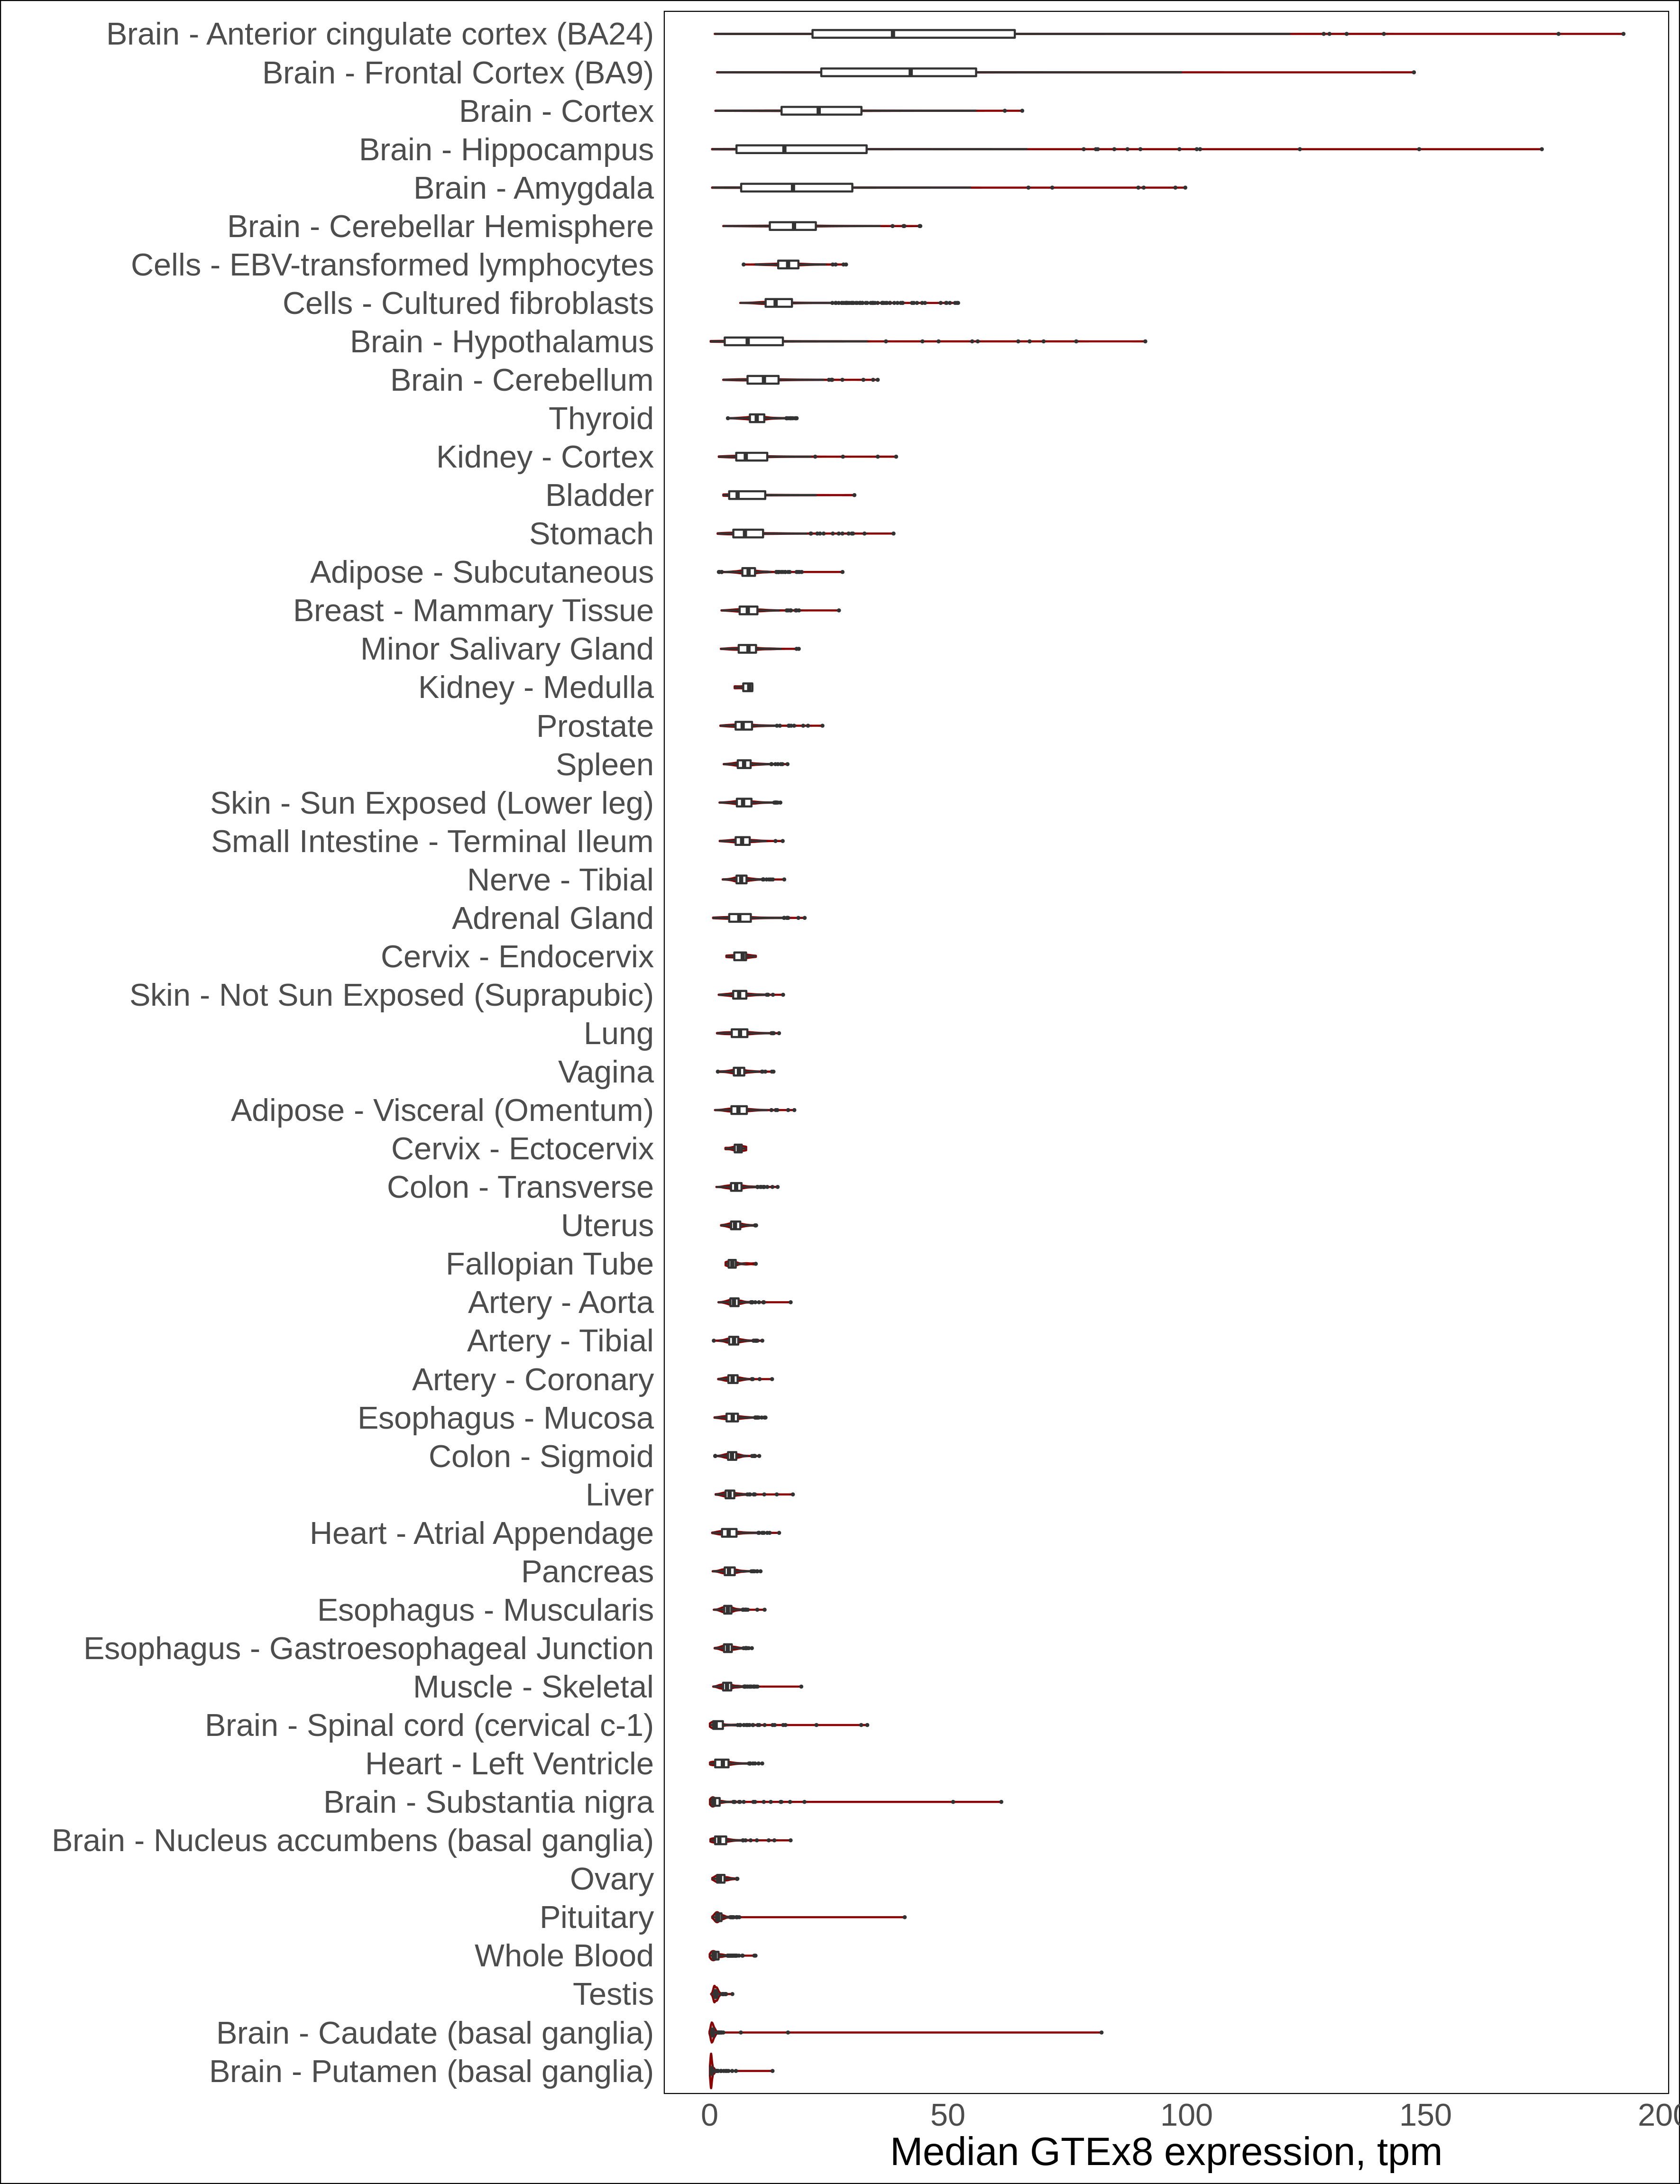 Brain - Anterior cingulate cortex (BA24)
Brain - Frontal Cortex (BA9)
Brain - Cortex
Brain - Hippocampus
Brain - Amygdala
Brain - Cerebellar Hemisphere
Cells - EBV-transformed lymphocytes
Cells - Cultured fibroblasts
Brain - Hypothalamus
Brain - Cerebellum
Thyroid
Kidney - Cortex
Bladder
Stomach
Adipose - Subcutaneous
Breast - Mammary Tissue
Minor Salivary Gland
Kidney - Medulla
Prostate
Spleen
Skin - Sun Exposed (Lower leg)
Small Intestine - Terminal Ileum
Nerve - Tibial
Adrenal Gland
Cervix - Endocervix
Skin - Not Sun Exposed (Suprapubic)
Lung
Vagina
Adipose - Visceral (Omentum)
Cervix - Ectocervix
Colon - Transverse
Uterus
Fallopian Tube
Artery - Aorta
Artery - Tibial
Artery - Coronary
Esophagus - Mucosa
Colon - Sigmoid
Liver
Heart - Atrial Appendage
Pancreas
Esophagus - Muscularis
Esophagus - Gastroesophageal Junction
Muscle - Skeletal
Brain - Spinal cord (cervical c-1)
Heart - Left Ventricle
Brain - Substantia nigra
Brain - Nucleus accumbens (basal ganglia)
Ovary
Pituitary
Whole Blood
Testis
Brain - Caudate (basal ganglia)
Brain - Putamen (basal ganglia)
0 50 100 150 200
Median GTEx8 expression, tpm